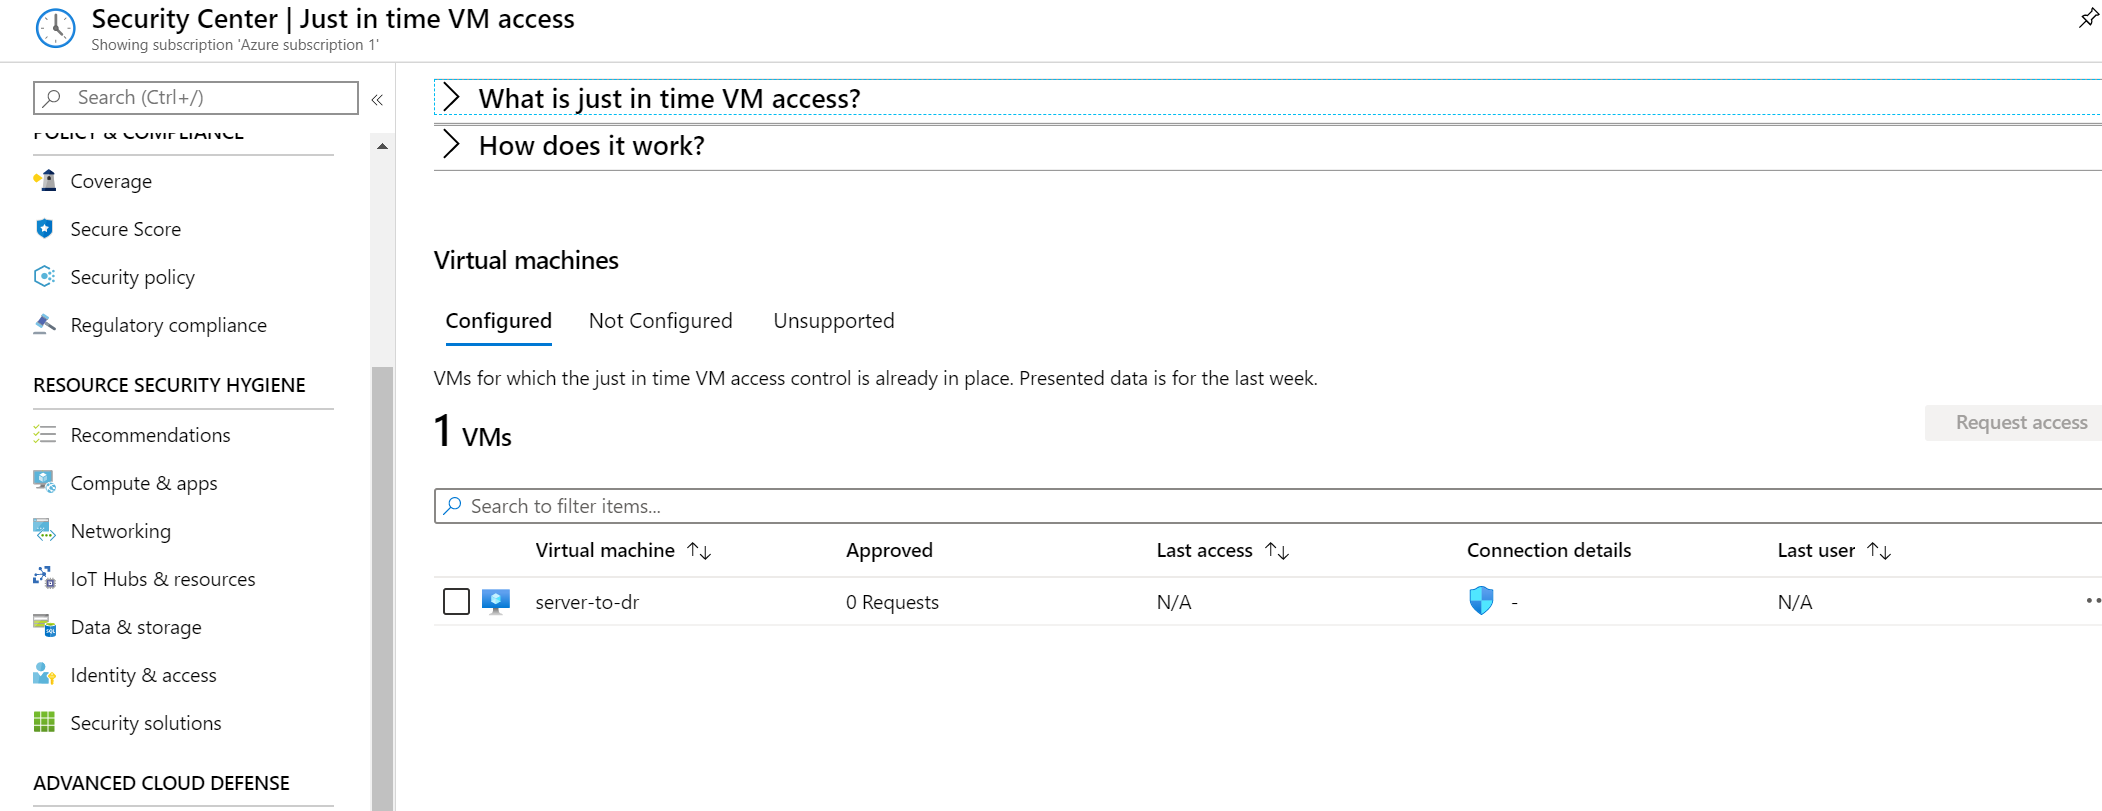 Security Center | Just in time VM access
Showing subscription 'Azure subscription 1'
Search (Ctrl+/)
«
POLICY & COMPLIANCE
Coverage
Secure Score
Security policy
Regulatory compliance
RESOURCE SECURITY HYGIENE
Recommendations
Compute & apps
Networking
IoT Hubs & resources
Data & storage
Identity & access
Security solutions
ADVANCED CLOUD DEFENSE
What is just in time VM access?
How does it work?
Virtual machines
Configured Not Configured Unsupported
VMs for which the just in time VM access control is already in place. Presented data is for the last week.
1 VMs
Request access
Search to filter items...
Virtual machine ↑↓ Approved Last access ↑↓ Connection details Last user ↑↓
server-to-dr 0 Requests N/A - N/A